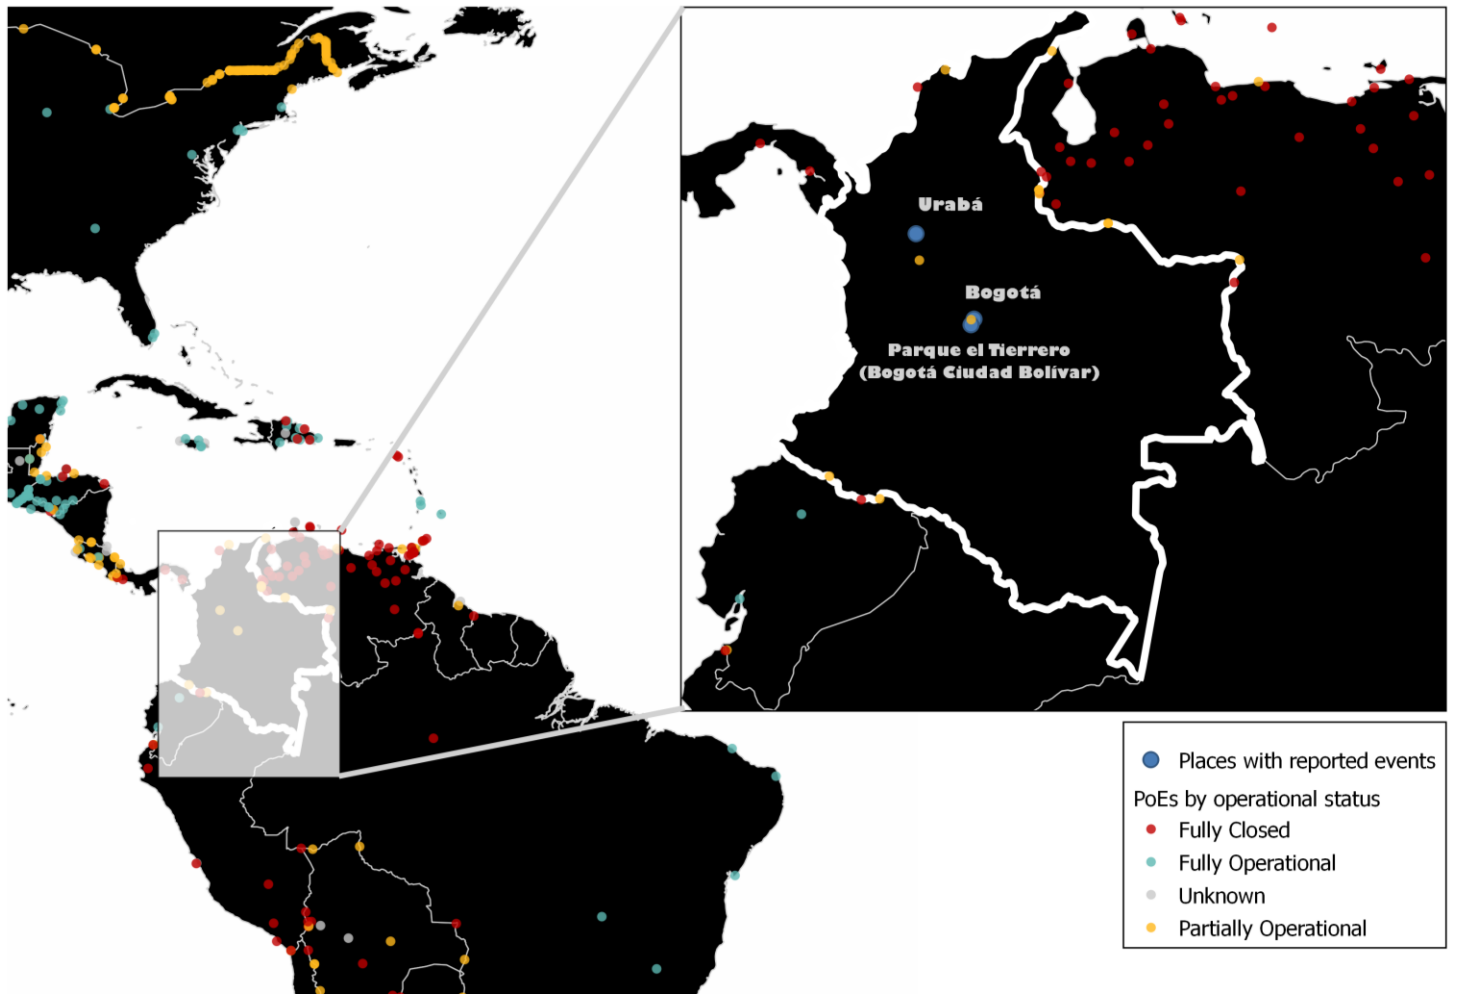 Urabá
Bogotá
Parque el Tierrero
(Bogotá Ciudad Bolívar)
Places with reported events
PoEs by operational status
Fully Closed
Fully Operational
Unknown
Partially Operational